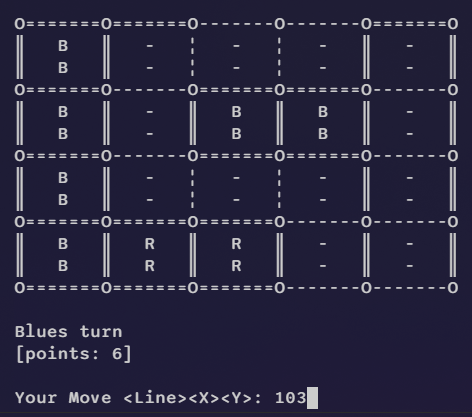 O=======O=======O-------O-------O=======O
║   B   ║   -   ¦   -   ¦   -   ║   -   ║
║   B   ║   -   ¦   -   ¦   -   ║   -   ║
O=======O-------O=======O=======O-------O
║   B   ║   -   ║   B   ║   B   ║   -   ║
║   B   ║   -   ║   B   ║   B   ║   -   ║
O=======O-------O=======O=======O-------O
║   B   ║   -   ¦   -   ¦   -   ║   -   ║
║   B   ║   -   ¦   -   ¦   -   ║   -   ║
O=======O=======O=======O-------O-------O
║   B   ║   R   ║   R   ║   -   ║   -   ║
║   B   ║   R   ║   R   ║   -   ║   -   ║
O=======O=======O=======O-------O-------O
Blues turn
[points: 6]
Your Move <Line><X><Y>: 103